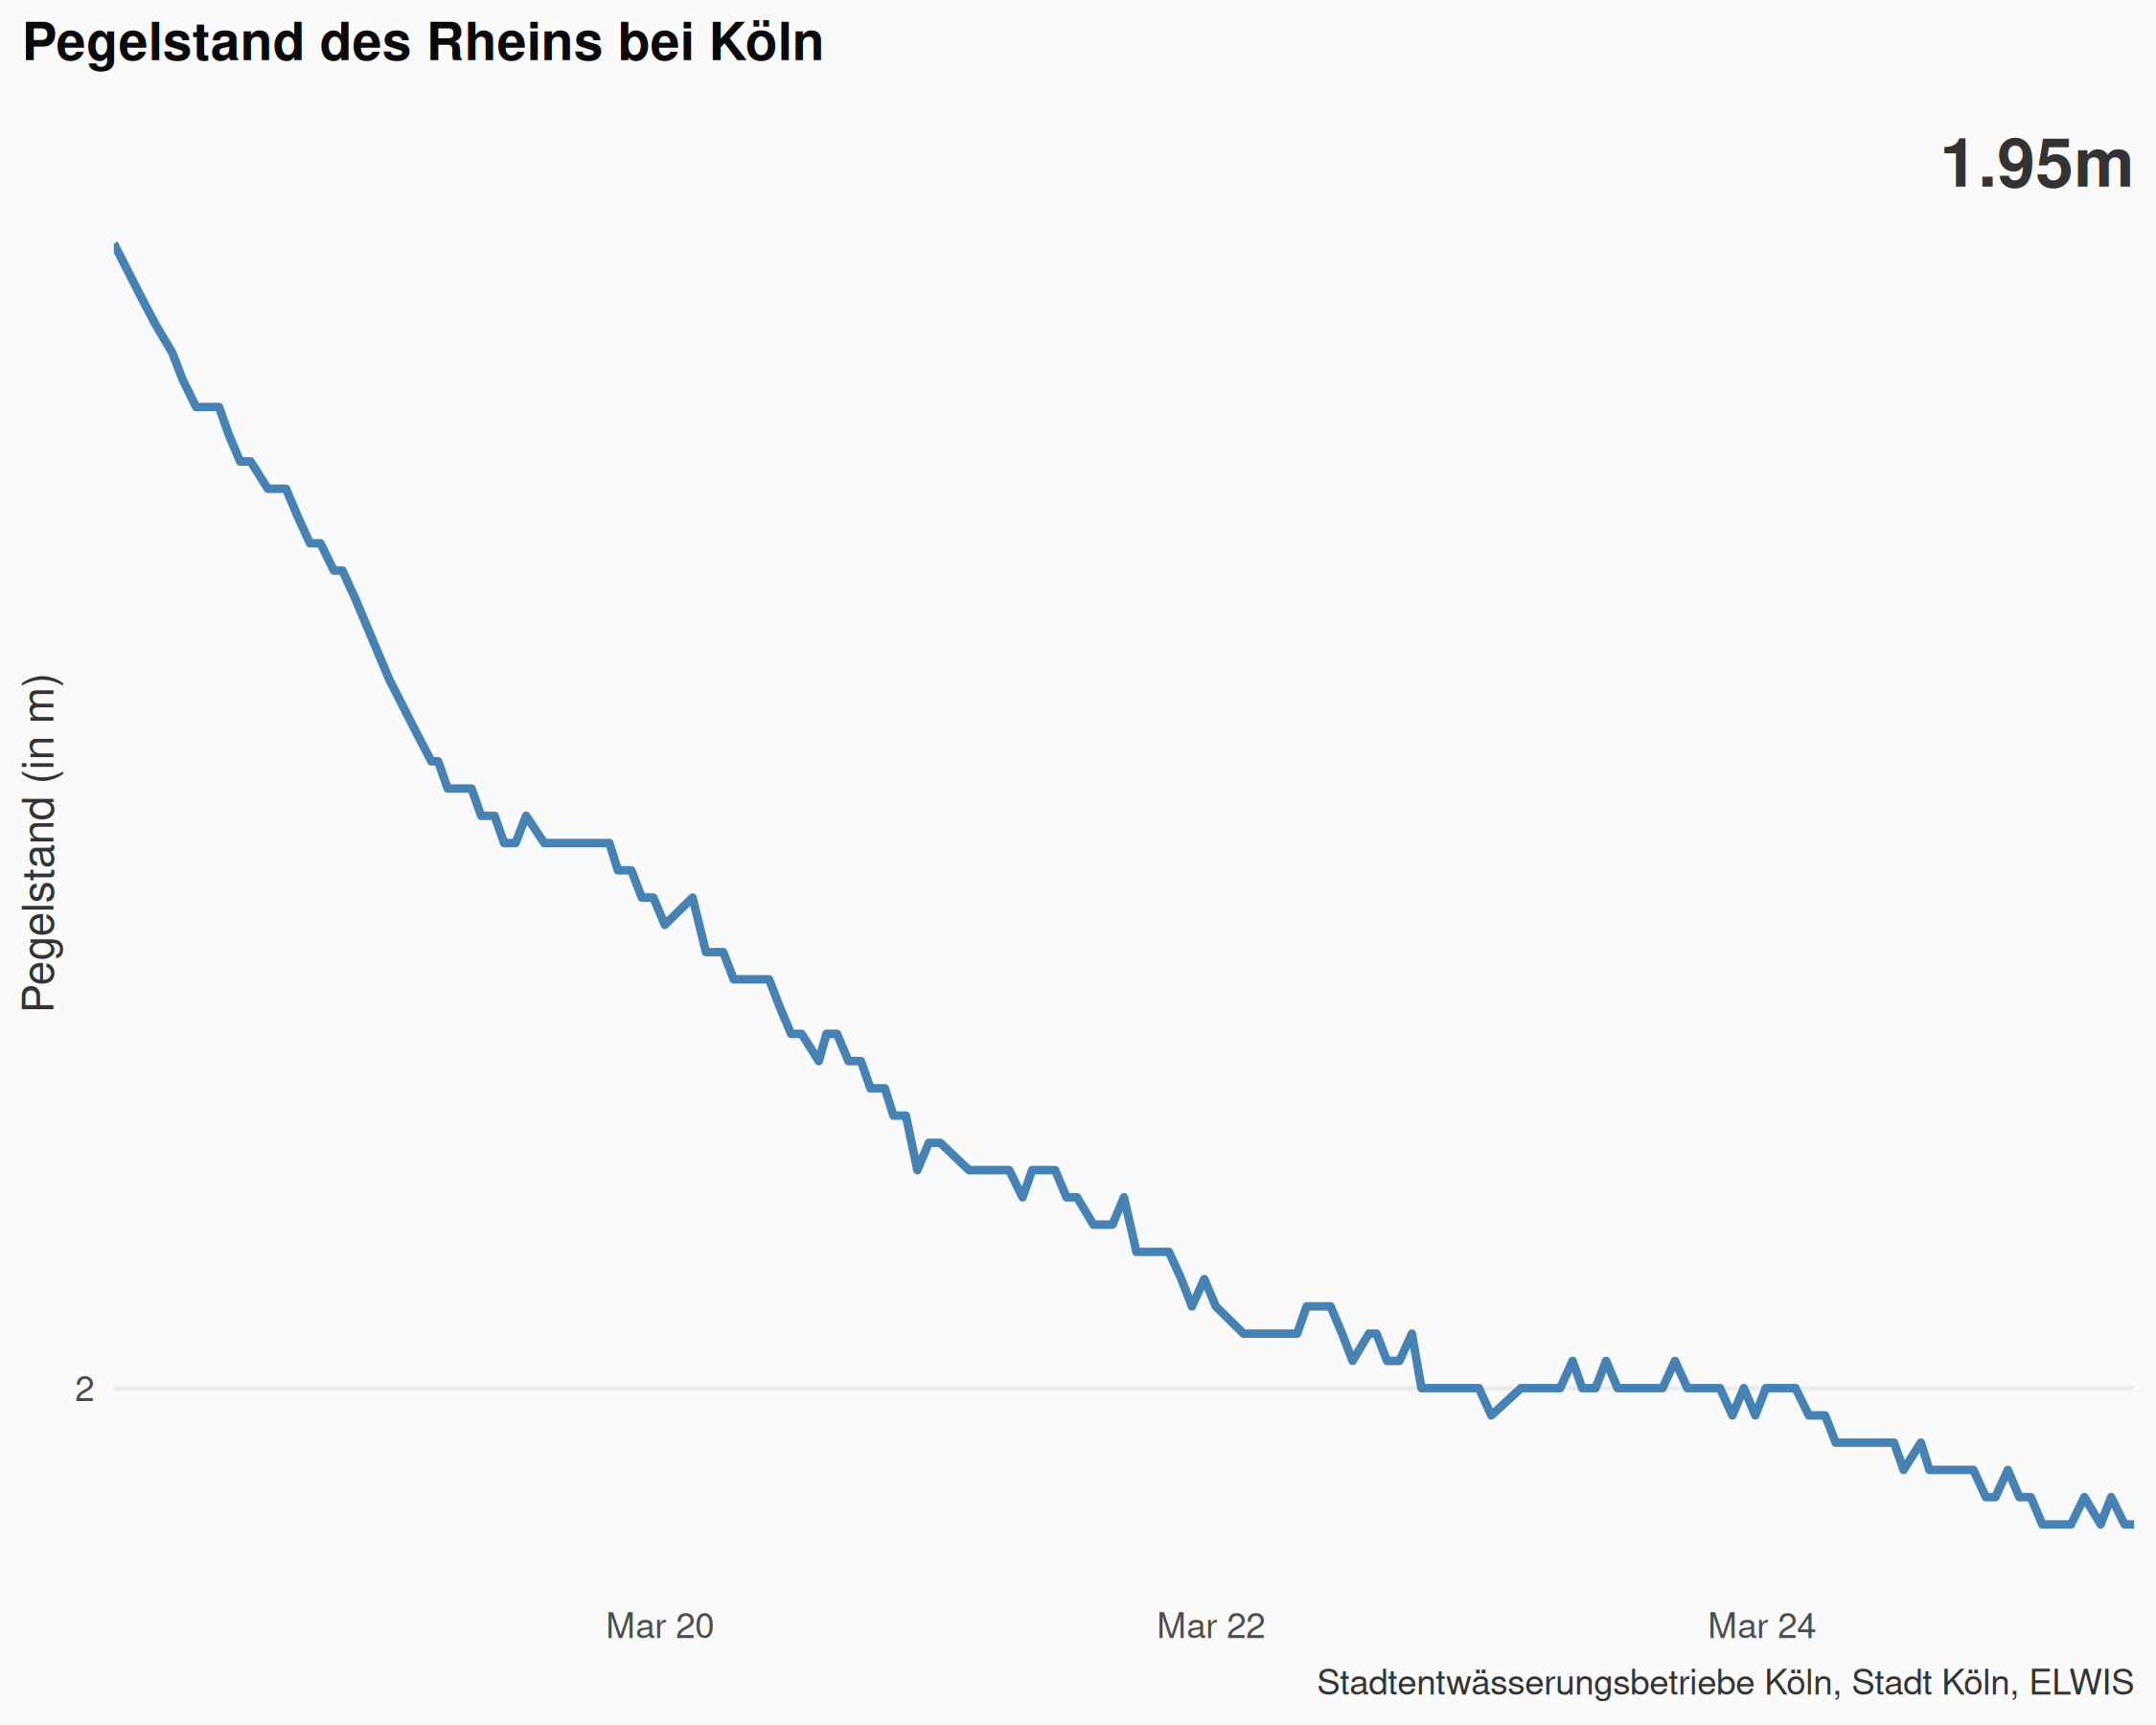 Pegelstand des Rheins bei Köln
1.95m
Pegelstand (in m)
2
Mar 20
Mar 22
Mar 24
Stadtentwässerungsbetriebe Köln, Stadt Köln, ELWIS